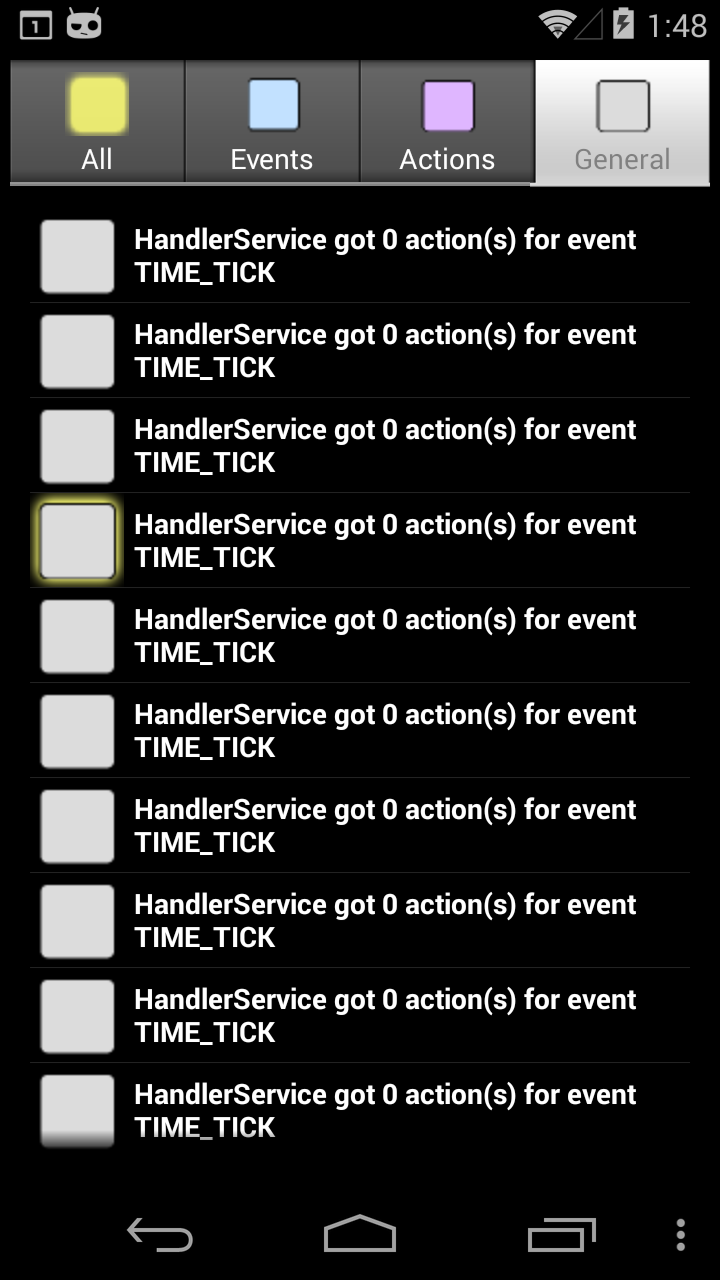 1
1:48
All
Events
Actions
General
HandlerService got 0 action(s) for event
TIME_TICK
HandlerService got 0 action(s) for event
TIME_TICK
HandlerService got 0 action(s) for event
TIME_TICK
HandlerService got 0 action(s) for event
TIME_TICK
HandlerService got 0 action(s) for event
TIME_TICK
HandlerService got 0 action(s) for event
TIME_TICK
HandlerService got 0 action(s) for event
TIME_TICK
HandlerService got 0 action(s) for event
TIME_TICK
HandlerService got 0 action(s) for event
TIME_TICK
HandlerService got 0 action(s) for event
TIME_TICK